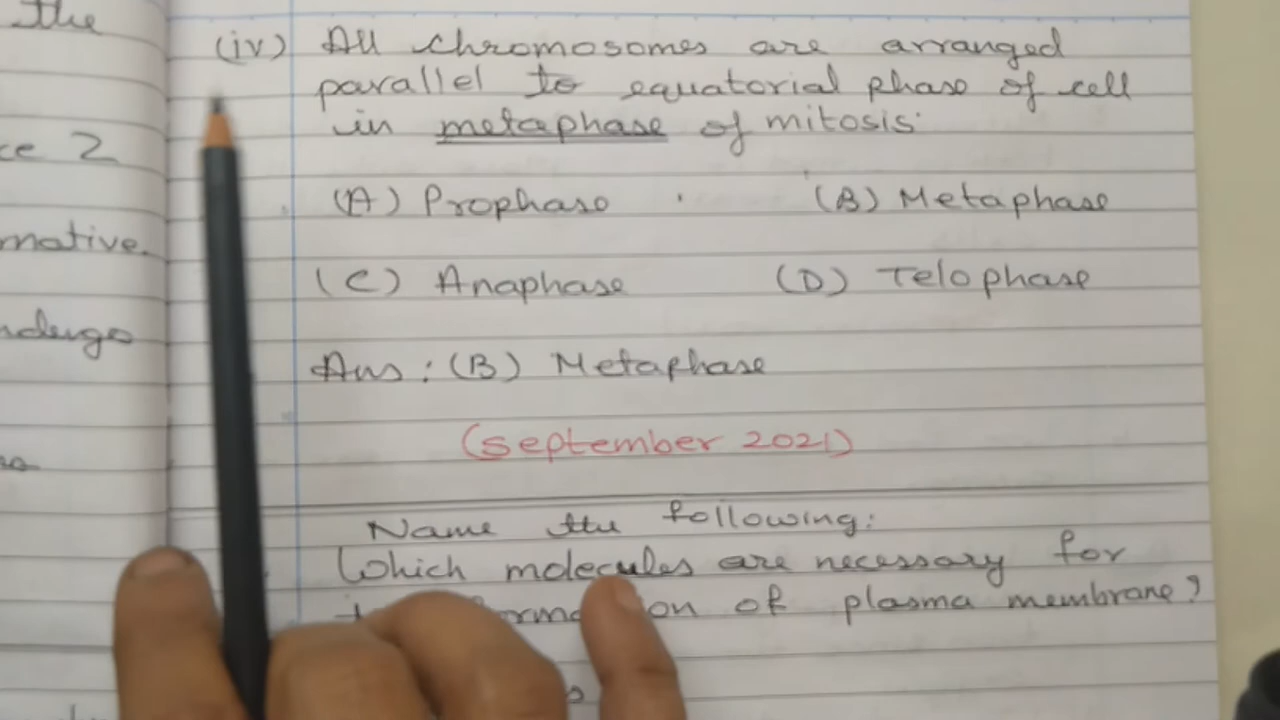 the
(iv) All chromosomes are arranged
parallel to equatorial phase of cell
in metaphase of mitosis.
ce 2
(A) Prophase (B) Metaphase
mative.
(C) Anaphase (D) Telophase
ndergo
Ans : (B) Metaphase
(September 2021)
Name the following:
Which molecules are necessary for
of plasma membrane?